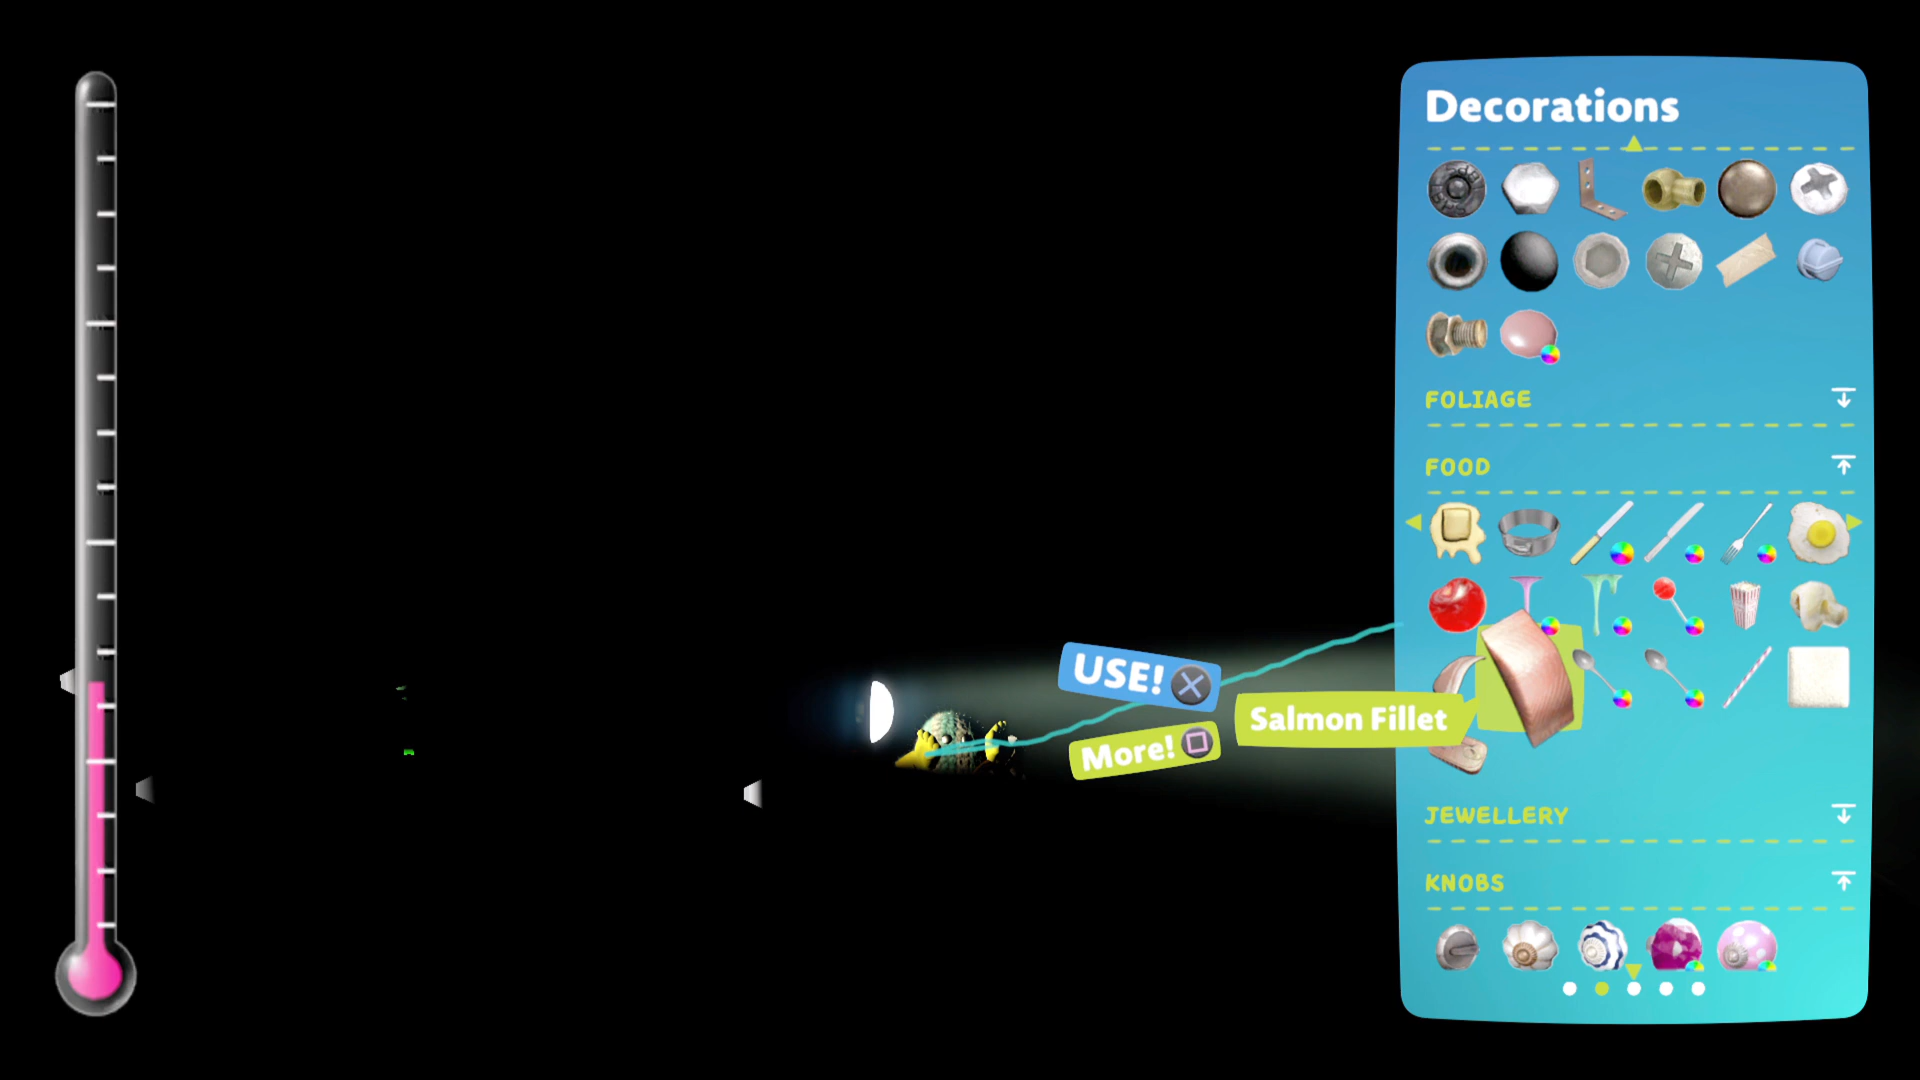 Decorations
FOLIAGE
FOOD
USE!
More!
Salmon Fillet
JEWELLERY
KNOBS